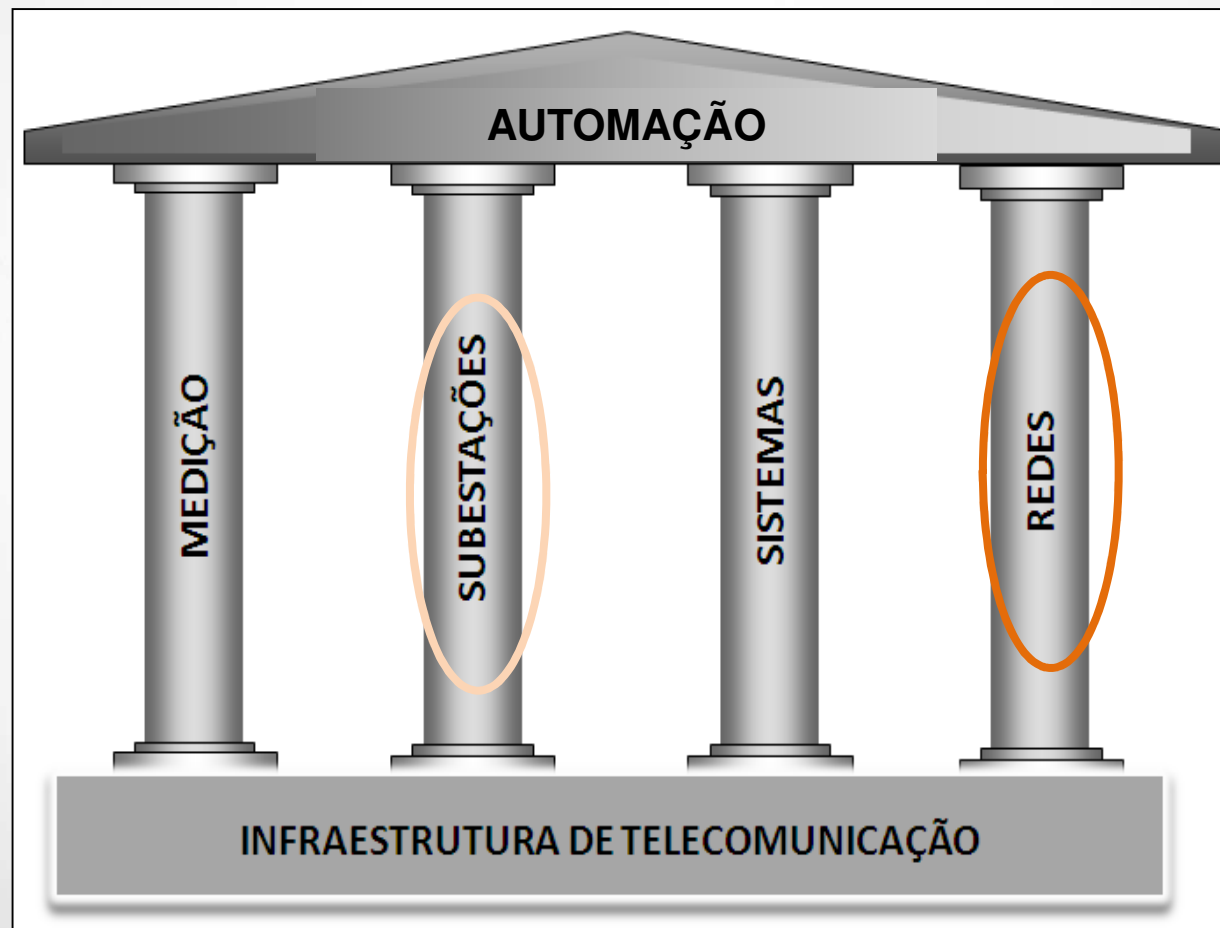 AUTOMAÇÃO
MEDIÇÃO
SUBESTAÇÕES
SISTEMAS
REDES
INFRAESTRUTURA DE TELECOMUNICAÇÃO